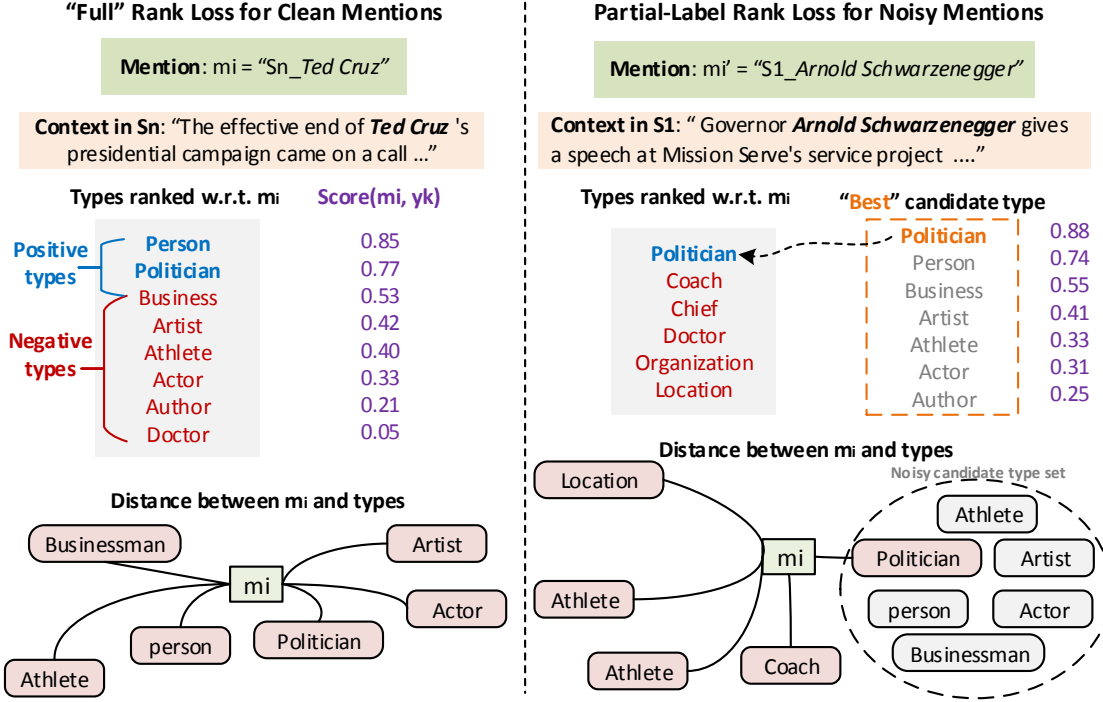 “Full” Rank Loss for Clean Mentions
Mention: mi = “Sn_Ted Cruz”
Context in Sn: “The effective end of Ted Cruz 's
presidential campaign came on a call …”
Types ranked w.r.t. mi
Score(mi, yk)
Positive
types
Person
Politician
Business
Artist
Athlete
Actor
Author
Doctor
Negative
types
0.85
0.77
0.53
0.42
0.40
0.33
0.21
0.05
Distance between mi and types
Businessman
Artist
mi
Actor
person
Politician
Athlete
Partial-Label Rank Loss for Noisy Mentions
Mention: mi’ = “S1_Arnold Schwarzenegger”
Context in S1: “ Governor Arnold Schwarzenegger gives
a speech at Mission Serve's service project ….”
Types ranked w.r.t. mi
“Best” candidate type
Politician
Coach
Chief
Doctor
Organization
Location
Politician
Person
Business
Artist
Athlete
Actor
Author
0.88
0.74
0.55
0.41
0.33
0.31
0.25
Distance between mi and types
Noisy candidate type set
Location
Athlete
mi
Politician
Artist
Athlete
person
Actor
Businessman
Athlete
Coach